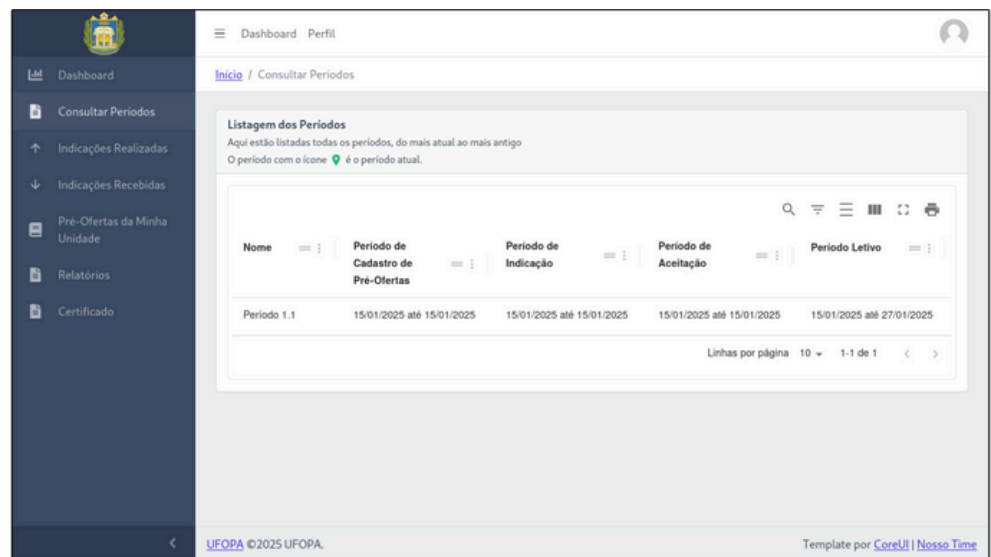 Dashboard Perfil
Dashboard
Início / Consultar Períodos
Consultar Períodos
Indicações Realizadas
Indicações Recebidas
Pré-Ofertas da Minha
Unidade
Relatórios
Certificado
Listagem dos Períodos
Aqui estão listadas todas os períodos, do mais atual ao mais antigo
O período com o ícone é o período atual.
Nome
Período de
Cadastro de
Pré-Ofertas
Período de
Indicação
Período de
Aceitação
Período Letivo
Período 1.1 15/01/2025 até 15/01/2025 15/01/2025 até 15/01/2025 15/01/2025 até 15/01/2025 15/01/2025 até 27/01/2025
Linhas por página 10 1-1 de 1
UFOPA ©2025 UFOPA.
Template por CoreUI | Nosso Time